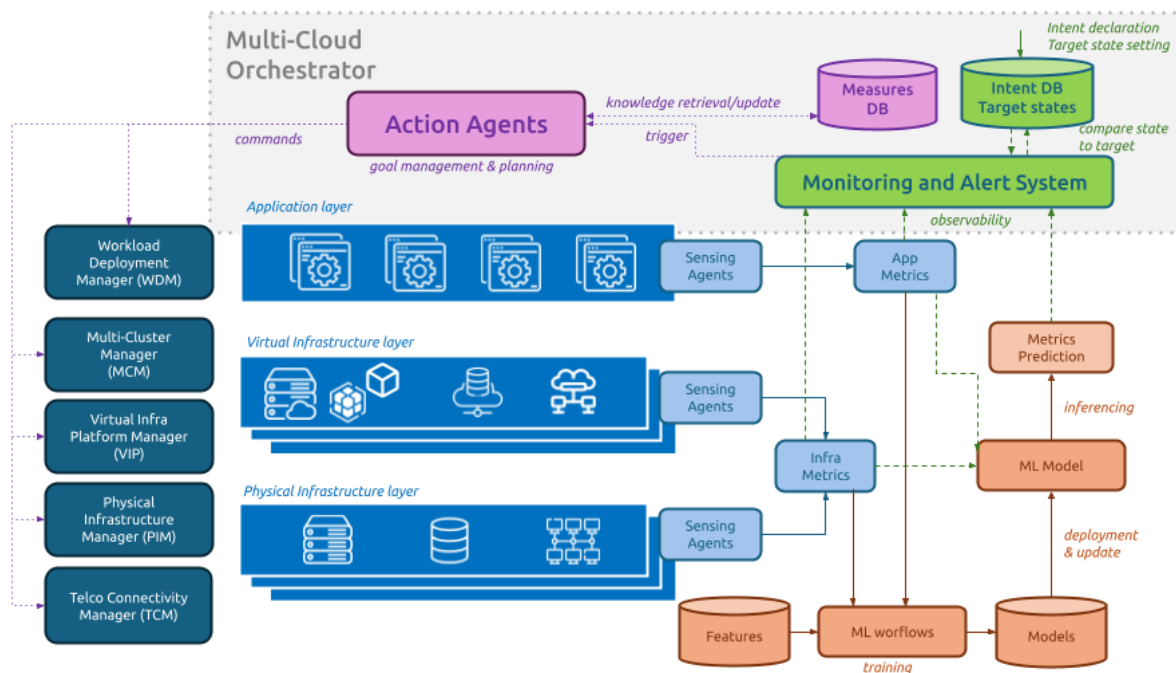 Multi-Cloud
Orchestrator
Intent declaration
Target state setting
Action Agents
goal management & planning
commands
knowledge retrieval/update
trigger
Measures
DB
Intent DB
Target states
compare state
to target
Monitoring and Alert System
observability
Workload
Deployment
Manager (WDM)
Multi-Cluster
Manager
(MCM)
Virtual Infra
Platform Manager
(VIP)
Physical
Infrastructure
Manager (PIM)
Telco Connectivity
Manager (TCM)
Application layer
Sensing
Agents
App
Metrics
Virtual Infrastructure layer
Sensing
Agents
Infra
Metrics
Physical Infrastructure layer
Sensing
Agents
Metrics
Prediction
inferencing
ML Model
deployment
& update
Features
ML worflows
training
Models